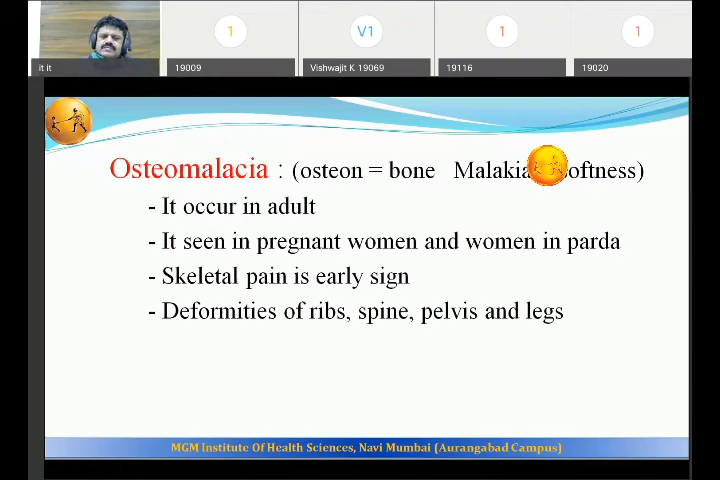 1
V1
1
1
it it
19009
Vishwajit K 19069
19116
19020
Osteomalacia : (osteon = bone Malakia softness)
- It occur in adult
- It seen in pregnant women and women in parda
- Skeletal pain is early sign
- Deformities of ribs, spine, pelvis and legs
MGM Institute Of Health Sciences, Navi Mumbai (Aurangabad Campus)